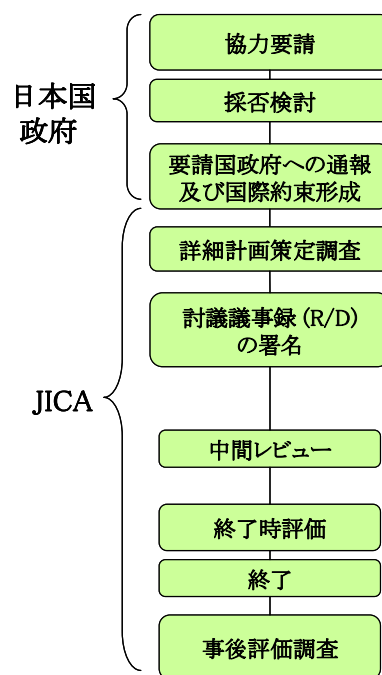 日本国
政府
協力要請
採否検討
要請国政府への通報
及び国際約束形成
JICA
詳細計画策定調査
討議議事録 (R/D)
の署名
中間レビュー
終了時評価
終了
事後評価調査